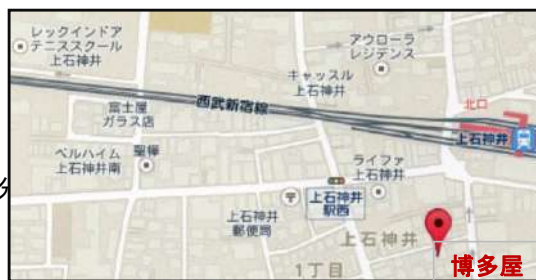 レックインドア
テニススクール
上石神井
アウローラ
レジデンス
キャッスル
上石神井
北口
富士屋
ガラス店
西武新宿線
上石神井
ベルハイム
上石神井南
聖樺
ライファ
上石神井
上石神井
駅西
上石神井
郵便局
上石神井
1丁目
博多屋